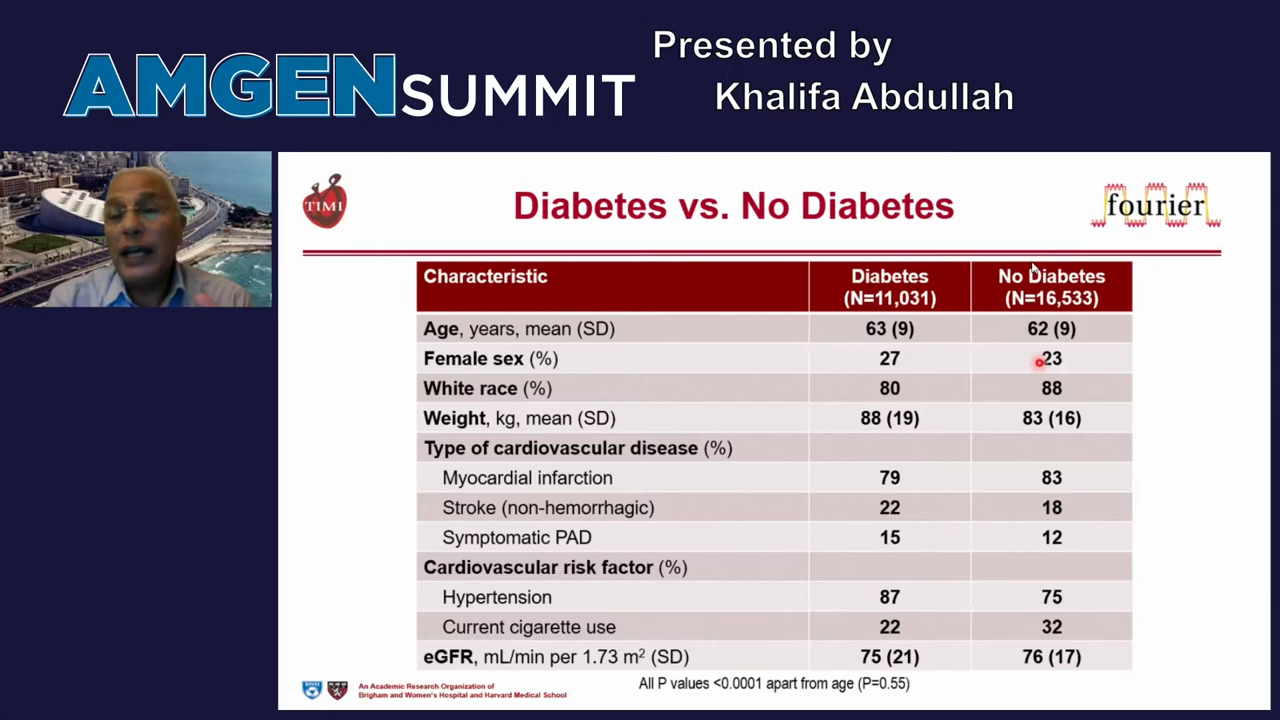 AMGEN SUMMIT
Presented by
Khalifa Abdullah
TIMI
Diabetes vs. No Diabetes
fourier
Characteristic Diabetes (N=11,031) No Diabetes (N=16,533)
Age, years, mean (SD) 63 (9) 62 (9)
Female sex (%) 27 23
White race (%) 80 88
Weight, kg, mean (SD) 88 (19) 83 (16)
Type of cardiovascular disease (%)
Myocardial infarction 79 83
Stroke (non-hemorrhagic) 22 18
Symptomatic PAD 15 12
Cardiovascular risk factor (%)
Hypertension 87 75
Current cigarette use 22 32
eGFR, mL/min per 1.73 m² (SD) 75 (21) 76 (17)
All P values <0.0001 apart from age (P=0.55)
An Academic Research Organization of
Brigham and Women's Hospital and Harvard Medical School